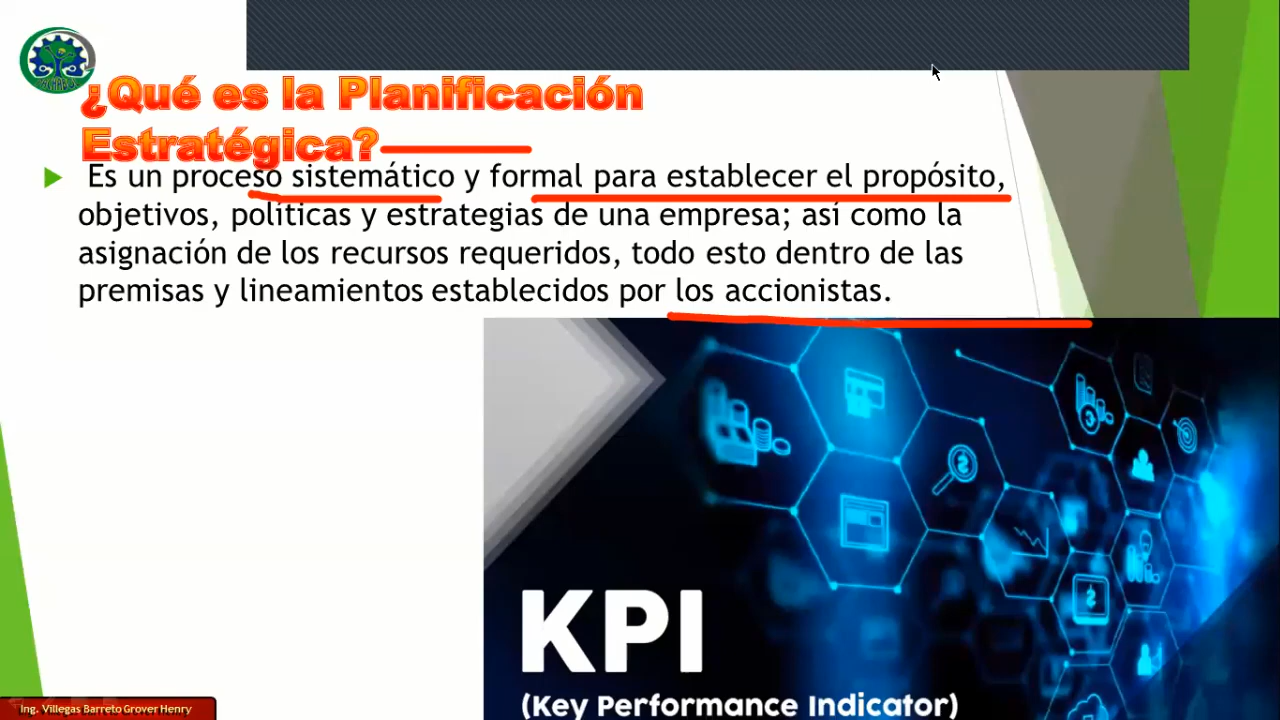 ¿Qué es la Planificación
Estratégica?
Es un proceso sistemático y formal para establecer el propósito,
objetivos, políticas y estrategias de una empresa; así como la
asignación de los recursos requeridos, todo esto dentro de las
premisas y lineamientos establecidos por los accionistas.
KPI
(Key Performance Indicator)
Ing. Villegas Barreto Grover Henry